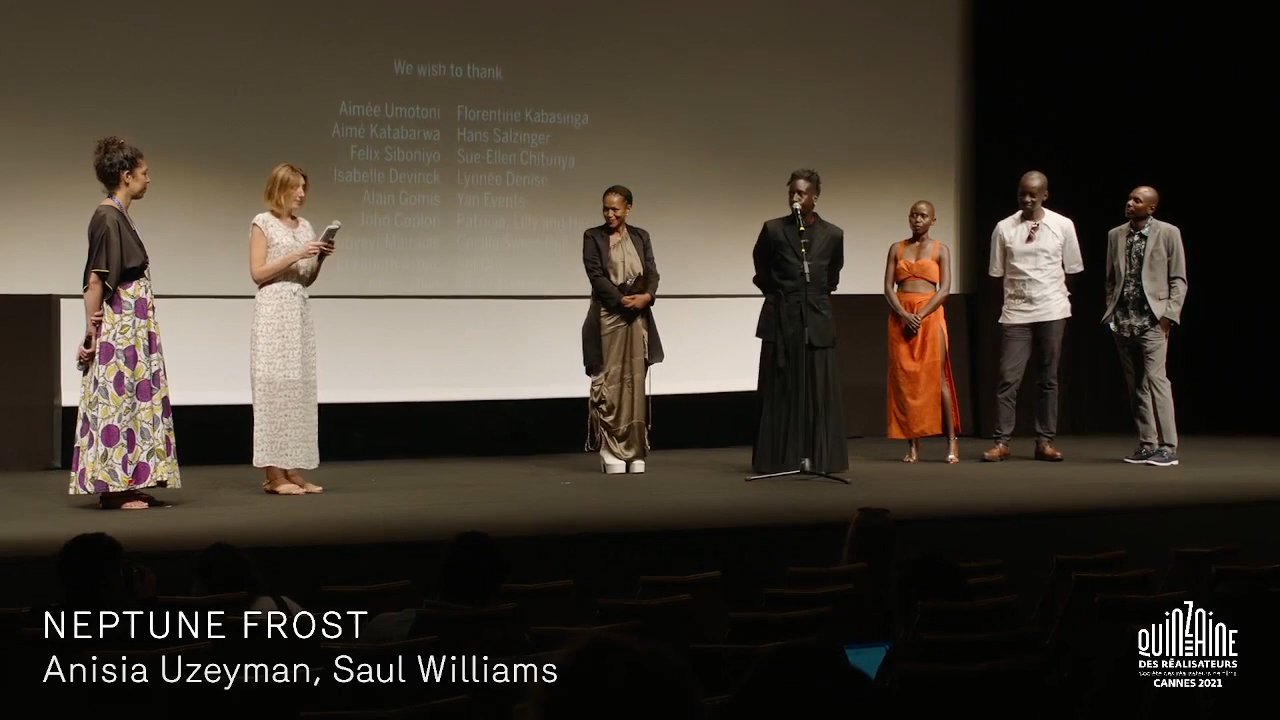 We wish to thank
Aimée Umotoni Florentine Kabasinga
Aimé Katabarwa Hans Salzinger
Felix Siboniyo Sue-Ellen Chitunya
Isabelle Devinck Lynnée Denise
Alain Gomis Yan Events
John
NEPTUNE FROST
Anisia Uzeyman, Saul Williams
QUINZAINE
DES RÉALISATEURS
CANNES 2021